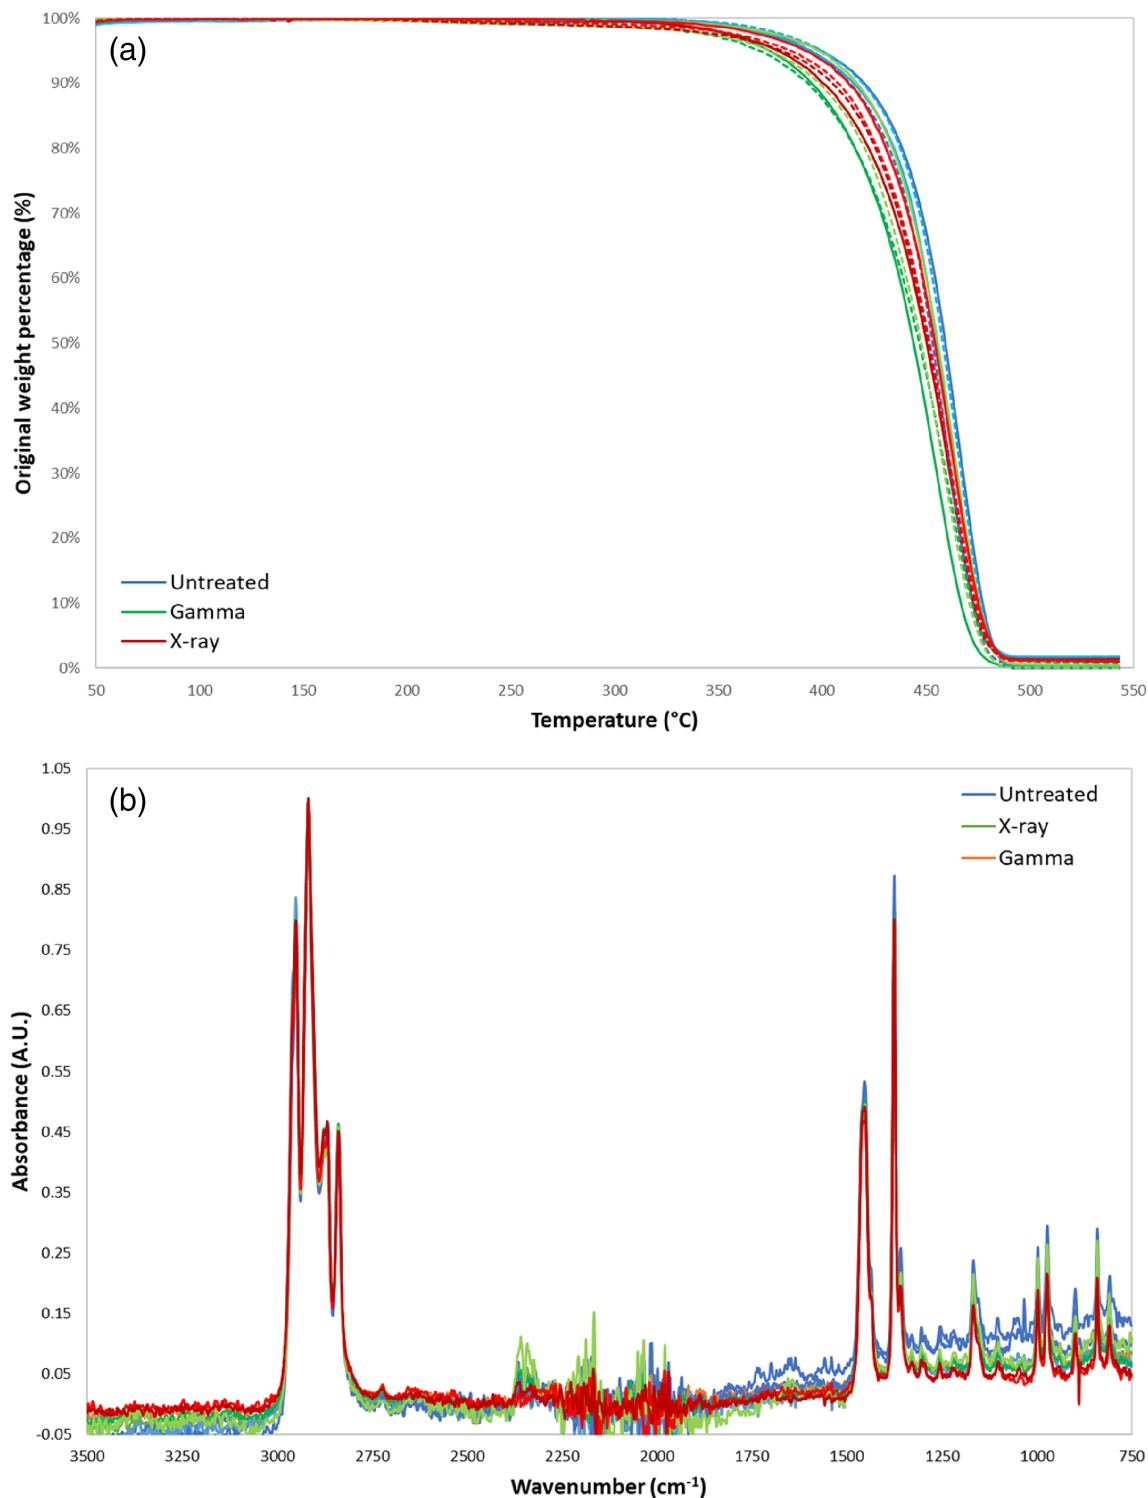 (a)
100%
90%
80%
70%
60%
50%
40%
30%
20%
10%
0%
Original weight percentage (%)
Untreated
Gamma
X-ray
50 100 150 200 250 300 350 400 450 500 550
Temperature (°C)
(b)
1.05
0.95
0.85
0.75
0.65
0.55
0.45
0.35
0.25
0.15
0.05
-0.05
Absorbance (A.U.)
Untreated
X-ray
Gamma
3500 3250 3000 2750 2500 2250 2000 1750 1500 1250 1000 750
Wavenumber (cm⁻¹)